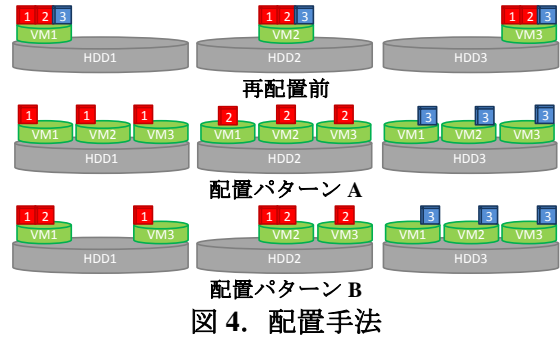 1 2 3 1 2 3 1 2 3
VM1 VM2 VM3
HDD1 HDD2 HDD3
再配置前
1 1 1 2 2 2 3 3 3
VM1 VM2 VM3 VM1 VM2 VM3 VM1 VM2 VM3
HDD1 HDD2 HDD3
配置パターン A
1 2 1 1 2 2 3 3 3
VM1 VM3 VM2 VM3 VM1 VM2 VM3
HDD1 HDD2 HDD3
配置パターン B
図 4. 配置手法